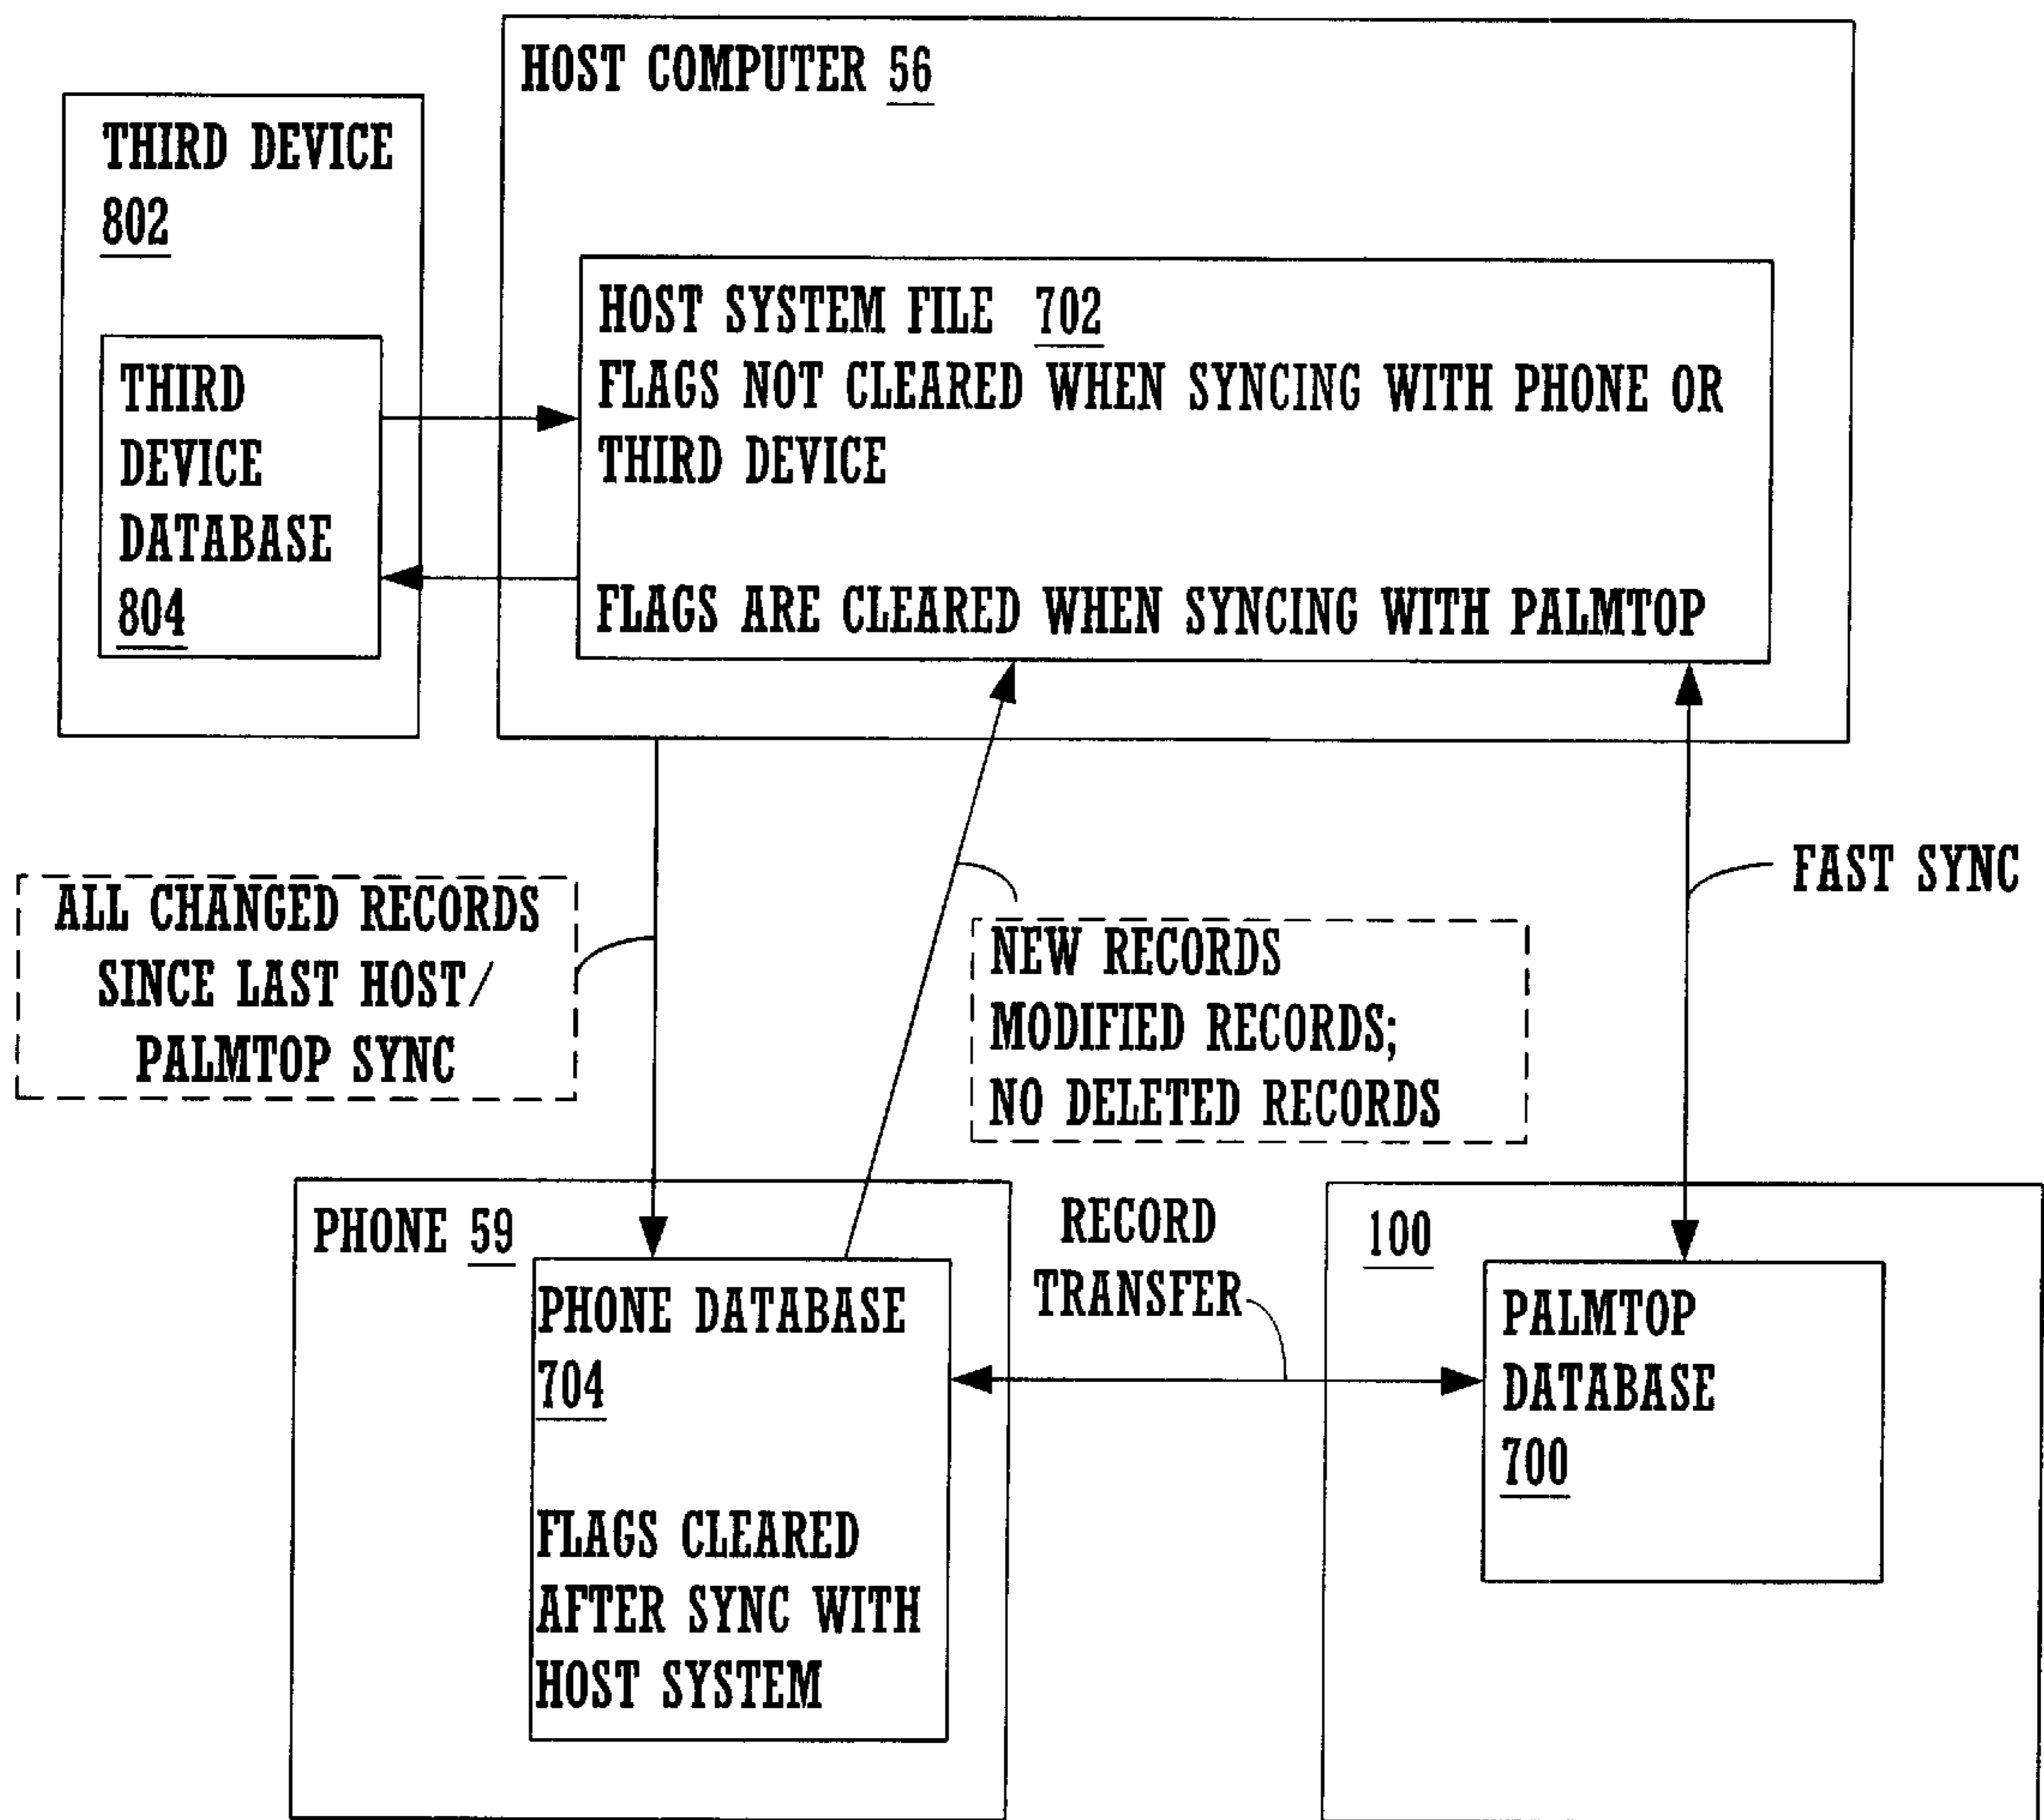 HOST COMPUTER 56
THIRD DEVICE
802
HOST SYSTEM FILE 702
FLAGS NOT CLEARED WHEN SYNCING WITH PHONE OR
THIRD DEVICE
FLAGS ARE CLEARED WHEN SYNCING WITH PALMTOP
THIRD
DEVICE
DATABASE
804
ALL CHANGED RECORDS
SINCE LAST HOST/
PALMTOP SYNC
NEW RECORDS
MODIFIED RECORDS;
NO DELETED RECORDS
FAST SYNC
PHONE 59
PHONE DATABASE
704
FLAGS CLEARED
AFTER SYNC WITH
HOST SYSTEM
RECORD
TRANSFER
100
PALMTOP
DATABASE
700